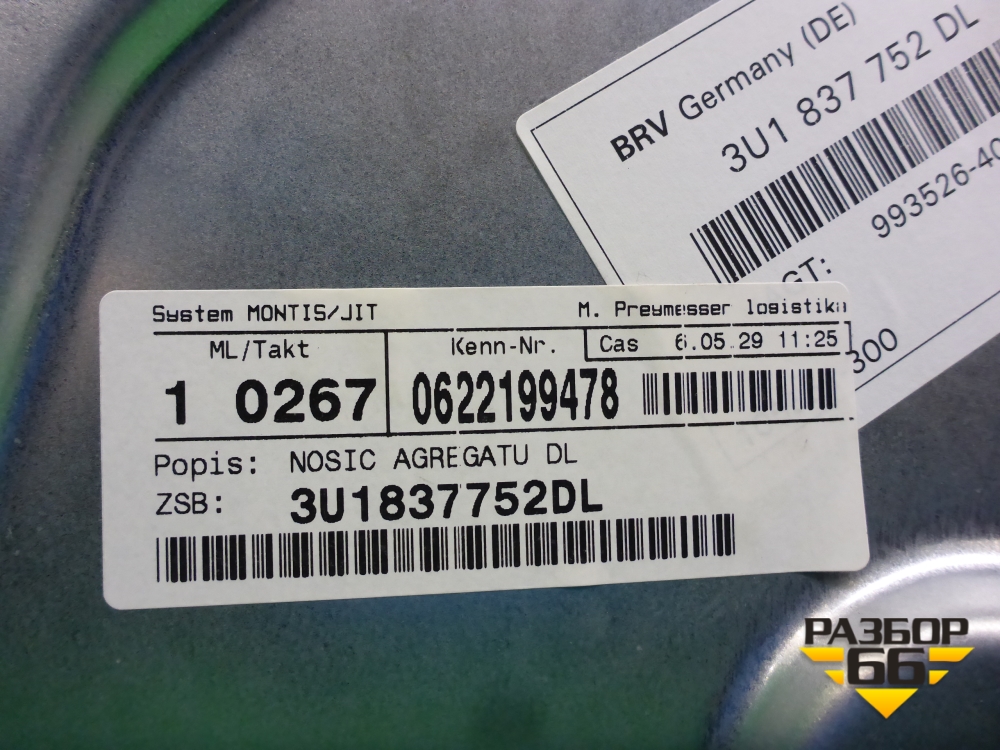 BRV Germany (DE)
3U1 837 752 DL
993526-40
GT:
300
System MONTIS/JIT
M. Preymesser logistika
ML/Takt
Kenn-Nr.
Cas 6.05.29 11:25
1 0267
0622199478
Popis: NOSIC AGREGATU DL
ZSB: 3U1837752DL
РАЗБОР
66